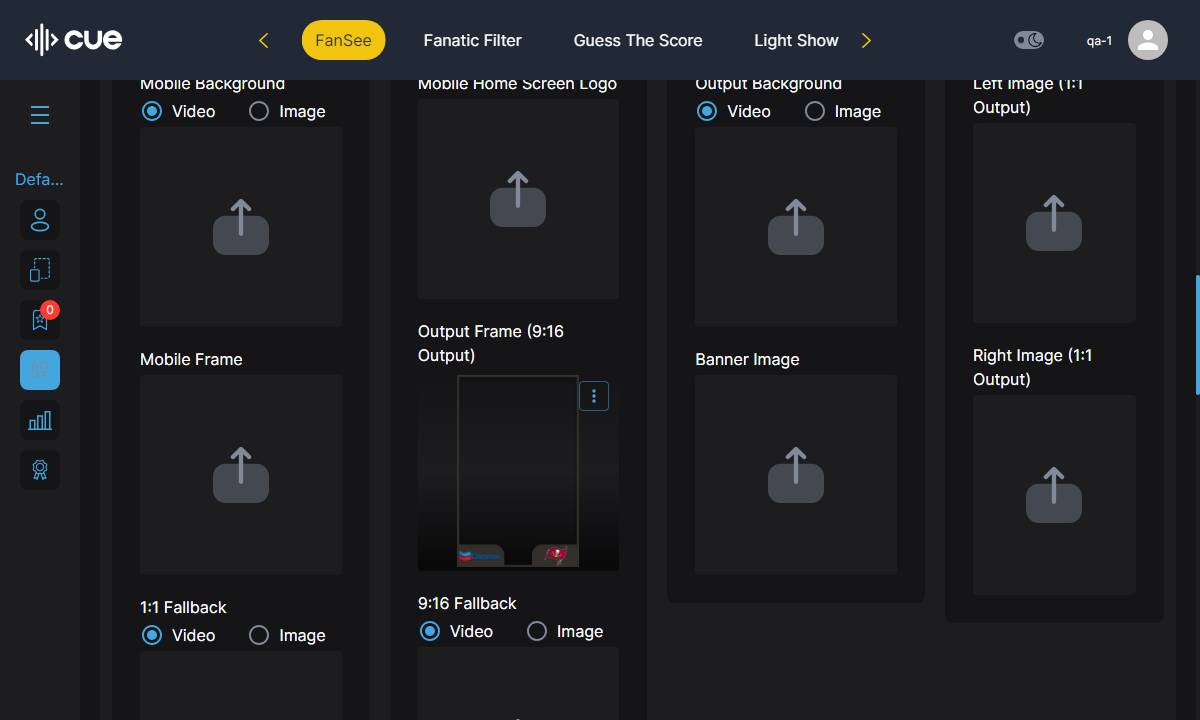 cue
FanSee
Fanatic Filter
Guess The Score
Light Show
qa-1
Defa...
0
Mobile Background
Video
Image
Mobile Frame
1:1 Fallback
Video
Image
Mobile Home Screen Logo
Output Frame (9:16
Output)
9:16 Fallback
Video
Image
Output Background
Video
Image
Banner Image
Left Image (1:1
Output)
Right Image (1:1
Output)